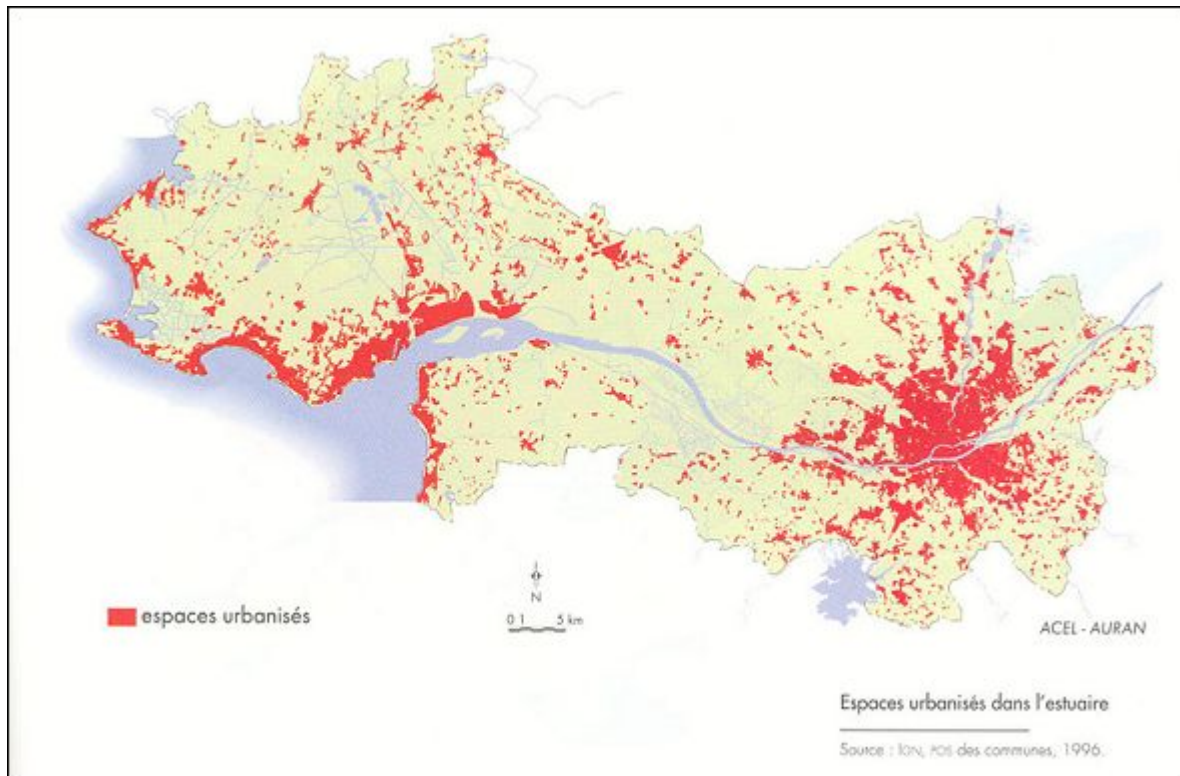 N
0 1 5 km
espaces urbanisés
ACEL - AURAN
Espaces urbanisés dans l'estuaire
Source : IGN, POS des communes, 1996.